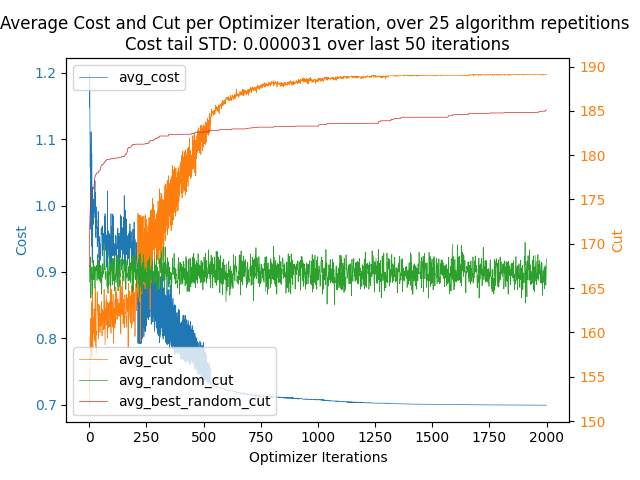 Average Cost and Cut per Optimizer Iteration, over 25 algorithm repetitions
Cost tail STD: 0.000031 over last 50 iterations
avg_cost
avg_cut
avg_random_cut
avg_best_random_cut
Cost
1.2
1.1
1.0
0.9
0.8
0.7
Cut
190
185
180
175
170
165
160
155
150
0 250 500 750 1000 1250 1500 1750 2000
Optimizer Iterations